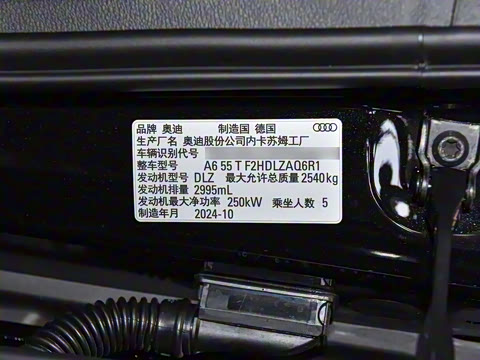 品牌 奥迪 制造国 德国
生产厂名 奥迪股份公司内卡苏姆工厂
车辆识别代号
整车型号 A6 55 T F2HDLZAQ6R1
发动机型号 DLZ 最大允许总质量 2540kg
发动机排量 2995mL
发动机最大净功率 250kW 乘坐人数 5
制造年月 2024-10